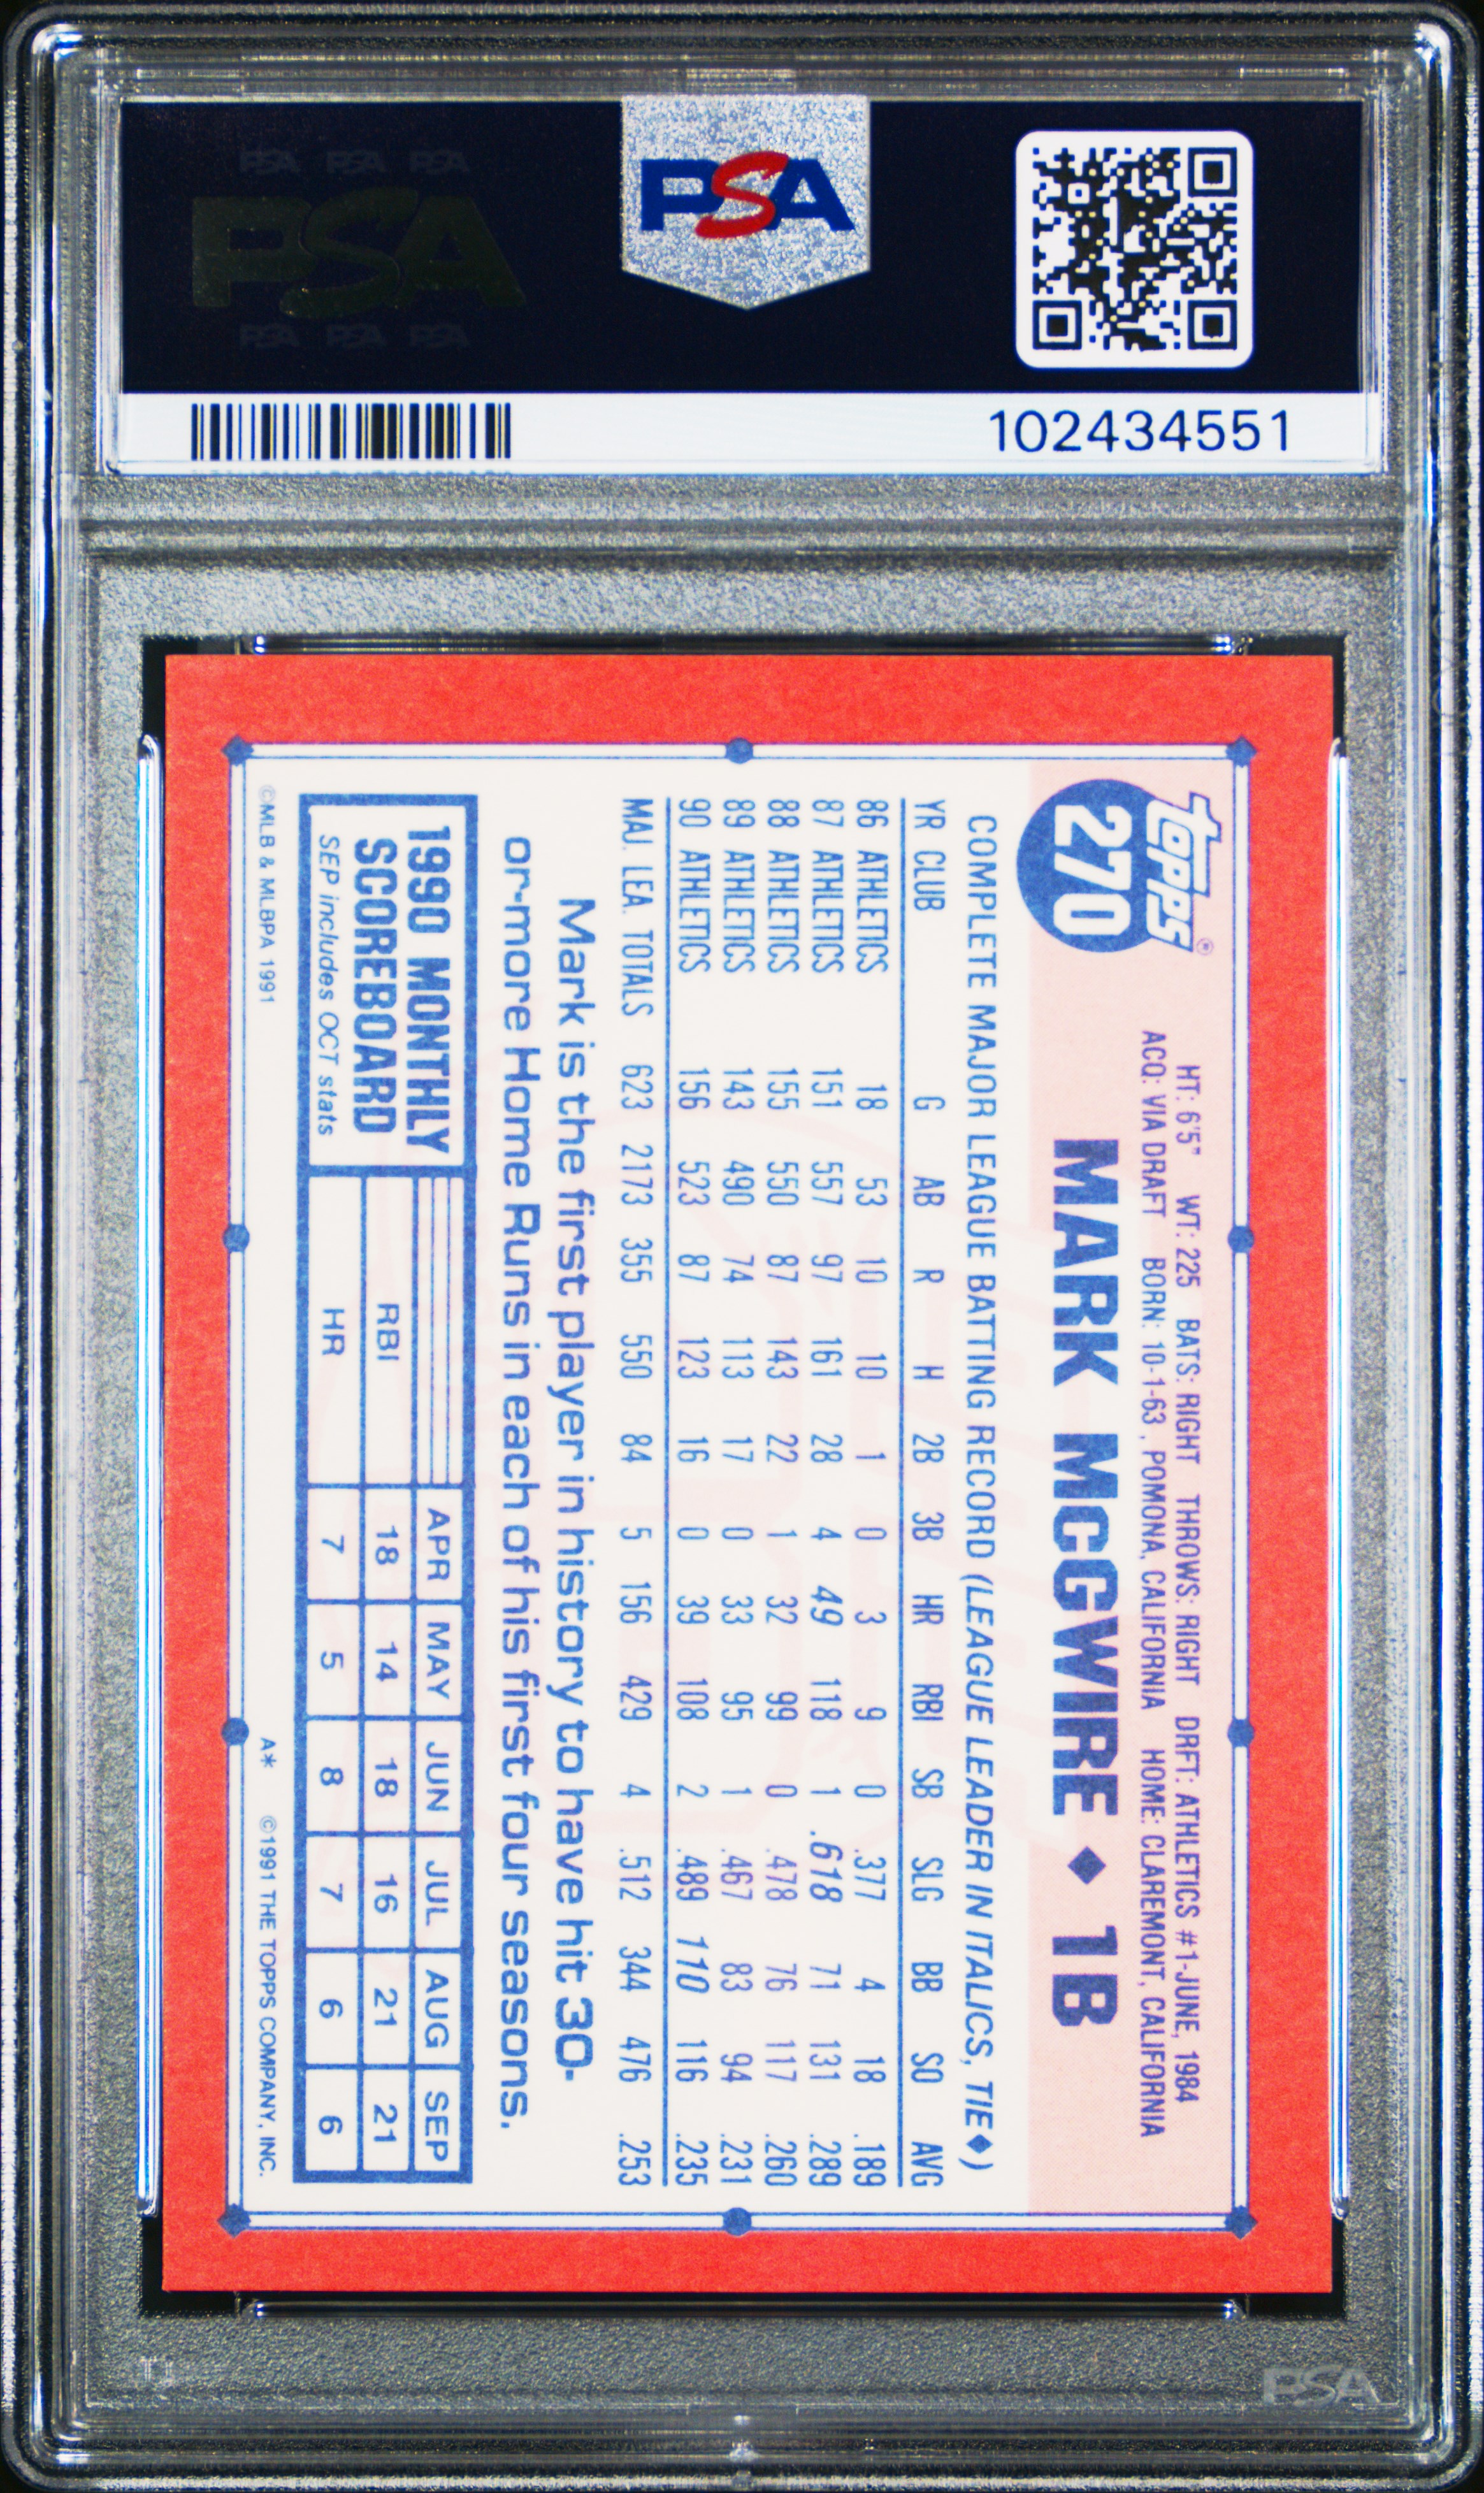 PSA PSA PSA
PSA
PSA PSA PSA
PSA
102434551
topps®
270
HT: 6'5" WT: 225 BATS: RIGHT THROWS: RIGHT DRFT: ATHLETICS #1-JUNE, 1984
ACQ: VIA DRAFT BORN: 10-1-63, POMONA, CALIFORNIA HOME: CLAREMONT, CALIFORNIA
MARK McGWIRE ♦ 1B
COMPLETE MAJOR LEAGUE BATTING RECORD (LEAGUE LEADER IN ITALICS, TIE♦)
YR CLUB G AB R H 2B 3B HR RBI SB SLG BB SO AVG
86 ATHLETICS 18 53 10 10 1 0 3 9 0 .377 4 18 .189
87 ATHLETICS 151 557 97 161 28 4 49 118 1 .618 71 131 .289
88 ATHLETICS 155 550 87 143 22 1 32 99 0 .478 76 117 .260
89 ATHLETICS 143 490 74 113 17 0 33 95 1 .467 83 94 .231
90 ATHLETICS 156 523 87 123 16 0 39 108 2 .489 110 116 .235
MAJ. LEA. TOTALS 623 2173 355 550 84 5 156 429 4 .512 344 476 .253
Mark is the first player in history to have hit 30-
or-more Home Runs in each of his first four seasons.
1990 MONTHLY
SCOREBOARD
SEP includes OCT stats
APR MAY JUN JUL AUG SEP
RBI 18 14 18 16 21 21
HR 7 5 8 7 6 6
©MLB & MLBPA 1991 A* ©1991 THE TOPPS COMPANY, INC.
PSA